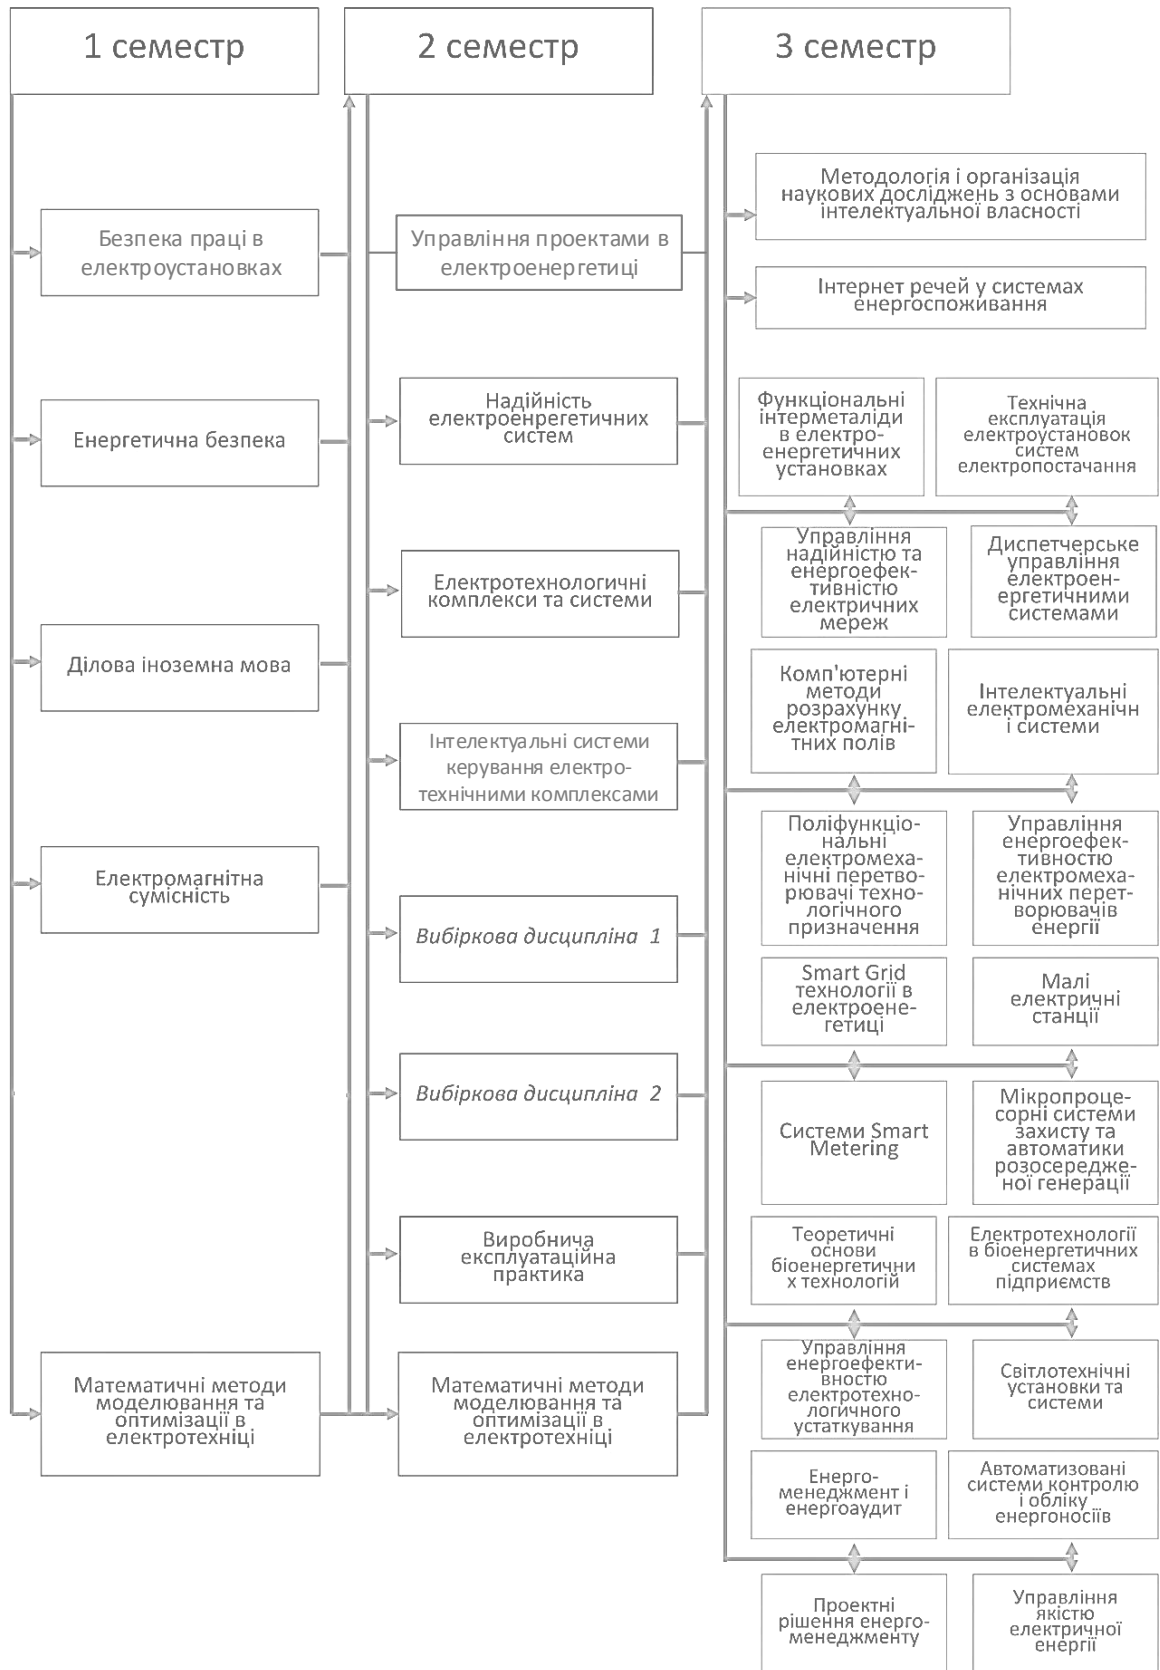 1 семестр
2 семестр
3 семестр
Безпека праці в
електроустановках
Енергетична безпека
Ділова іноземна мова
Електромагнітна
сумісність
Математичні методи
моделювання та
оптимізації в
електротехніці
Управління проектами в
електроенергетиці
Надійність
електроенрегетичних
систем
Електротехнологичні
комплекси та системи
Інтелектуальні системи
керування електро-
технічними комплексами
Вибіркова дисципліна 1
Вибіркова дисципліна 2
Виробнича
експлуатаційна
практика
Математичні методи
моделювання та
оптимізації в
електротехніці
Методологія і організація
наукових досліджень з основами
інтелектуальної власності
Інтернет речей у системах
енергоспоживання
Функціональні
інтерметаліди
в електро-
енергетичних
установках
Технічна
експлуатація
електроустановок
систем
електропостачання
Управління
надійністю та
енергоефек-
тивністю
електричних
мереж
Диспетчерське
управління
електроен-
ергетичними
системами
Комп'ютерні
методи
розрахунку
електромагні-
тних полів
Інтелектуальні
електромеханічн
і системи
Поліфункціо-
нальні
електромеха-
нічні перетво-
рювачі техно-
логічного
призначення
Управління
енергоефек-
тивностю
електромеха-
нічних перет-
ворювачів
енергії
Smart Grid
технології в
електроене-
гетиці
Малі
електричні
станції
Системи Smart
Metering
Мікропроце-
сорні системи
захисту та
автоматики
розосередже-
ної генерації
Теоретичні
основи
біоенергетични
х технологій
Електротехнології
в біоенергетичних
системах
підприємств
Управління
енергоефекти-
вностю
електротехно-
логичного
устаткування
Світлотехнічні
установки та
системи
Енерго-
менеджмент і
енергоаудит
Автоматизовані
системи контролю
і обліку
енергоносіїв
Проектні
рішення енерго-
менеджменту
Управління
якістю
електричної
енергії